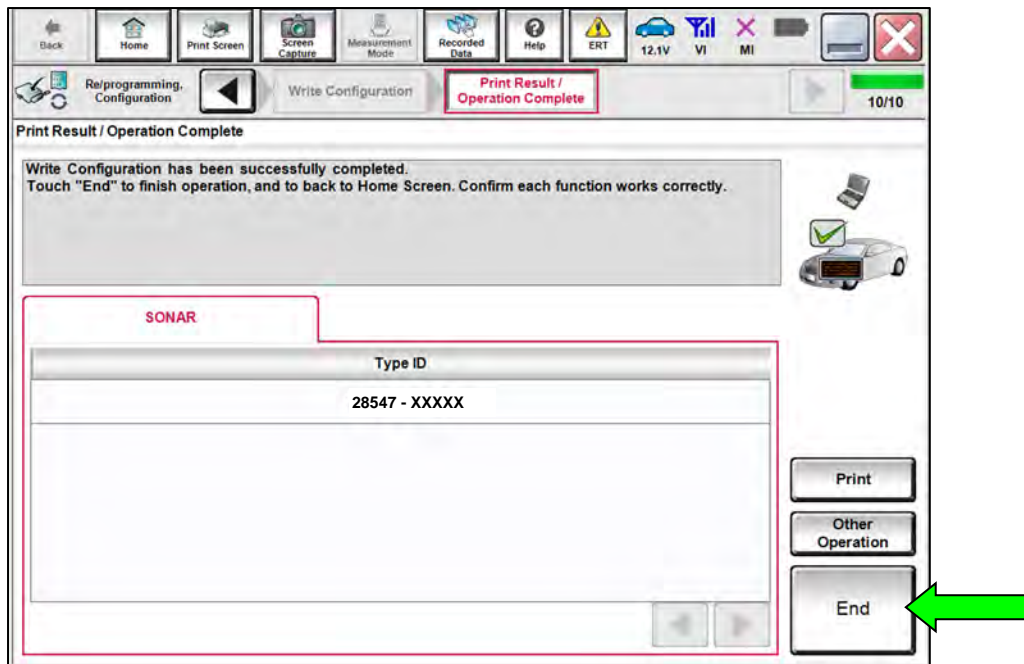 Back
Home
Print Screen
Screen
Capture
Measurement
Mode
Recorded
Data
Help
ERT
12.1V
VI
MI
Re/programming,
Configuration
Write Configuration
Print Result /
Operation Complete
10/10
Print Result / Operation Complete
Write Configuration has been successfully completed.
Touch "End" to finish operation, and to back to Home Screen. Confirm each function works correctly.
SONAR
Type ID
28547 - XXXXX
Print
Other
Operation
End